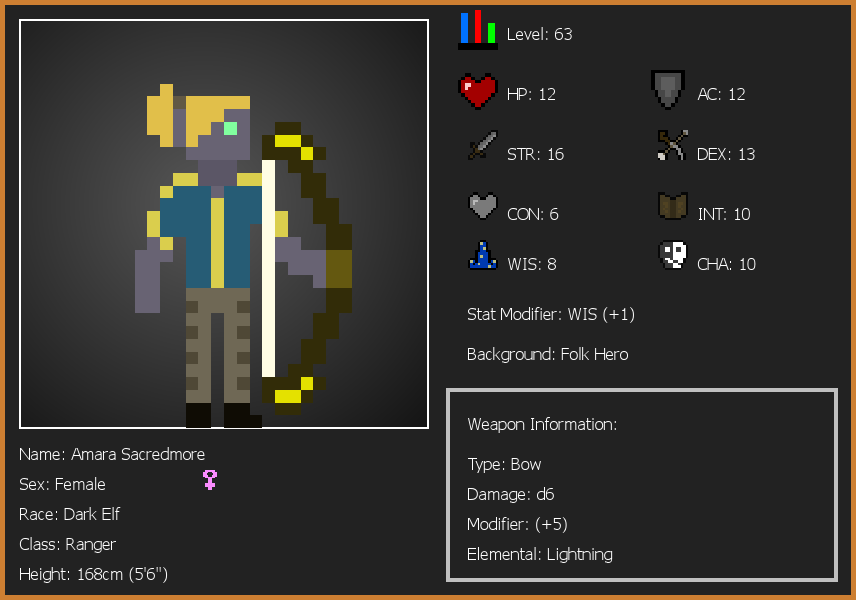 Level: 63
HP: 12
AC: 12
STR: 16
DEX: 13
CON: 6
INT: 10
WIS: 8
CHA: 10
Stat Modifier: WIS (+1)
Background: Folk Hero
Weapon Information:
Type: Bow
Damage: d6
Modifier: (+5)
Elemental: Lightning
Name: Amara Sacredmore
Sex: Female
Race: Dark Elf
Class: Ranger
Height: 168cm (5'6")